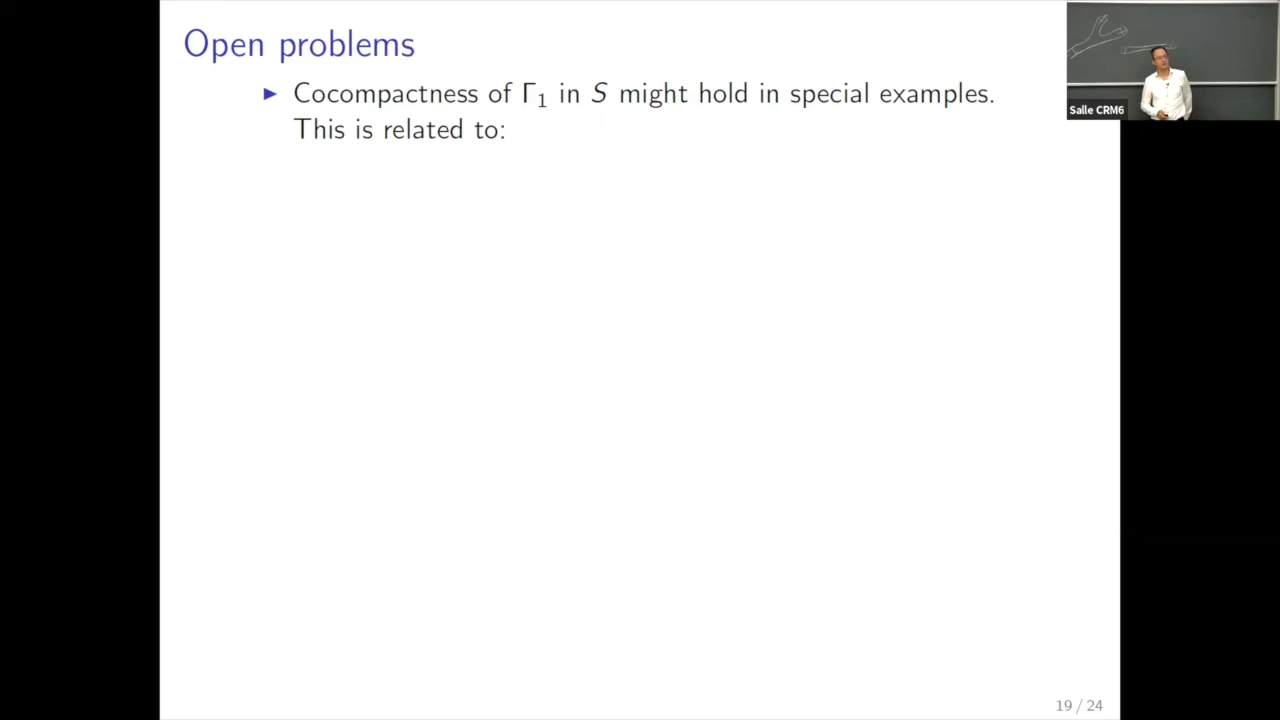 Open problems
▶ Cocompactness of Γ₁ in S might hold in special examples.
This is related to:
Salle CRM6
19 / 24